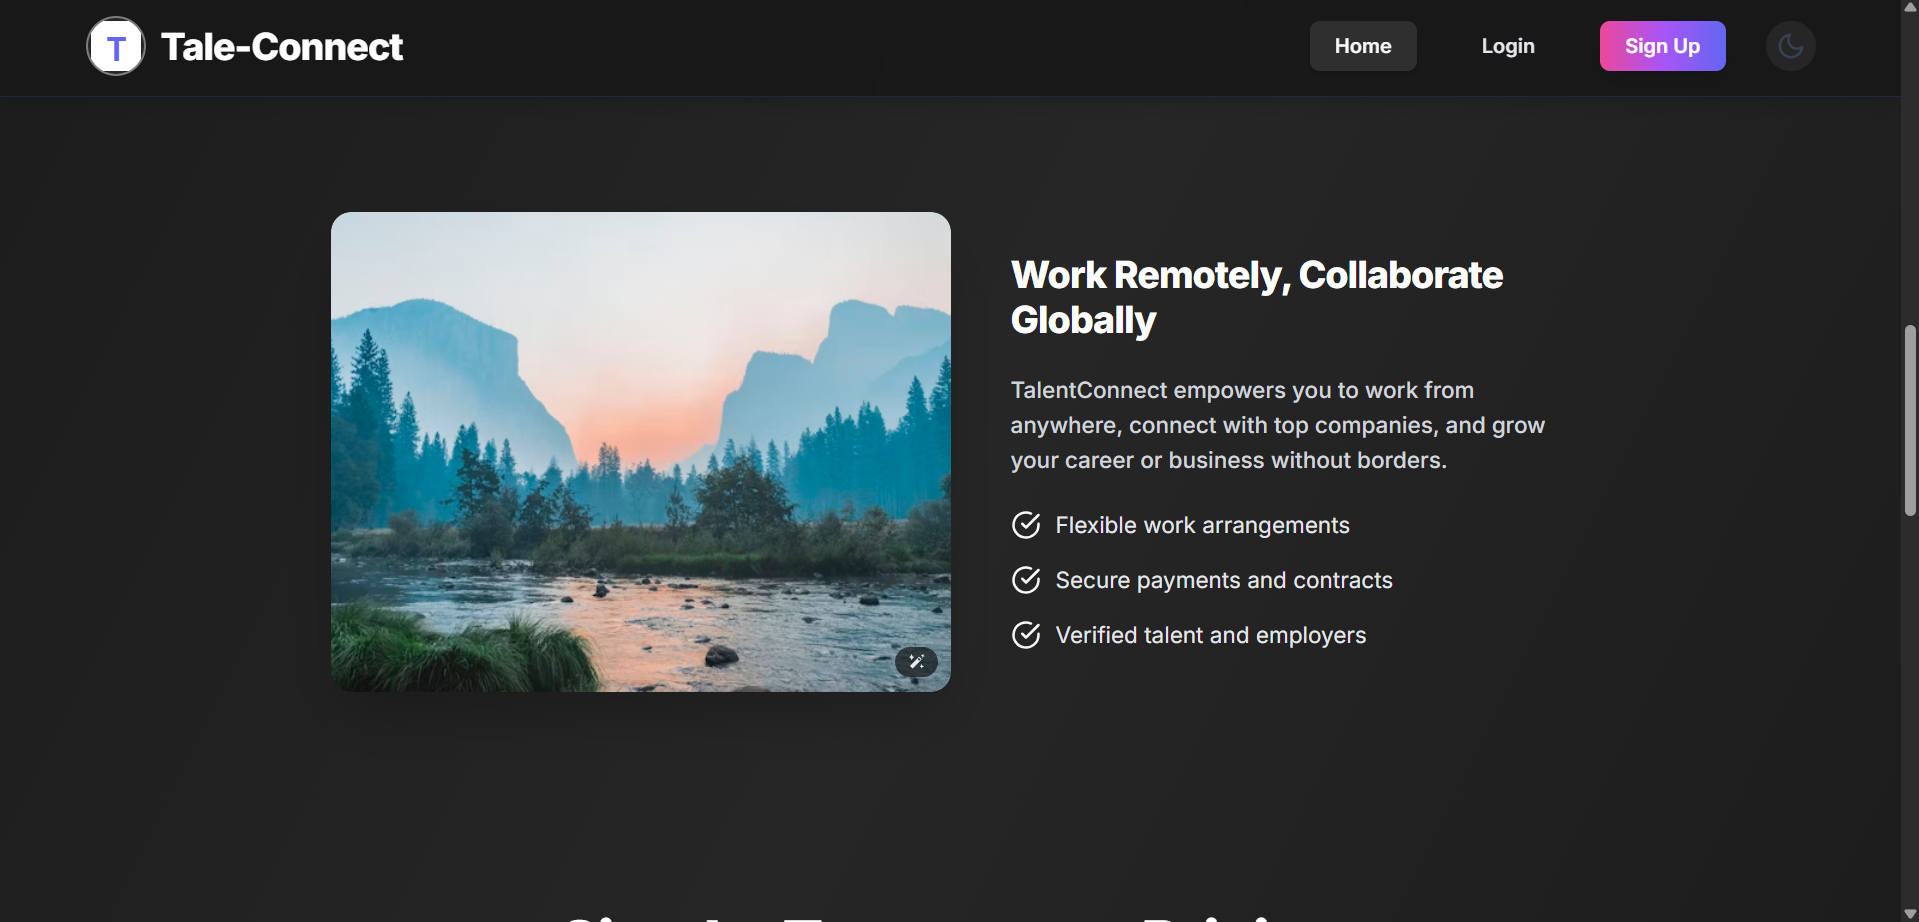 T Tale-Connect
Home
Login
Sign Up
Work Remotely, Collaborate
Globally
TalentConnect empowers you to work from
anywhere, connect with top companies, and grow
your career or business without borders.
Flexible work arrangements
Secure payments and contracts
Verified talent and employers